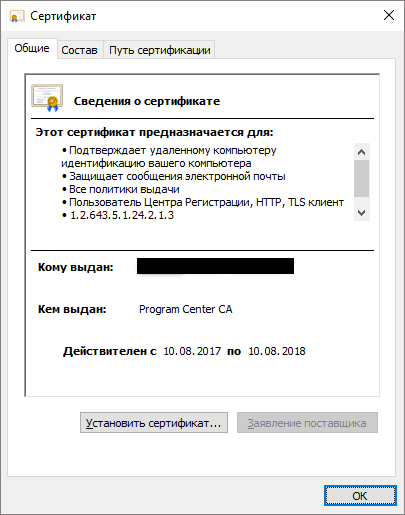 Сертификат
Общие Состав Путь сертификации
Сведения о сертификате
Этот сертификат предназначается для:
• Подтверждает удаленному компьютеру
идентификацию вашего компьютера
• Защищает сообщения электронной почты
• Все политики выдачи
• Пользователь Центра Регистрации, HTTP, TLS клиент
• 1.2.643.5.1.24.2.1.3
Кому выдан:
Кем выдан: Program Center CA
Действителен с 10.08.2017 по 10.08.2018
Установить сертификат... Заявление поставщика
ОК